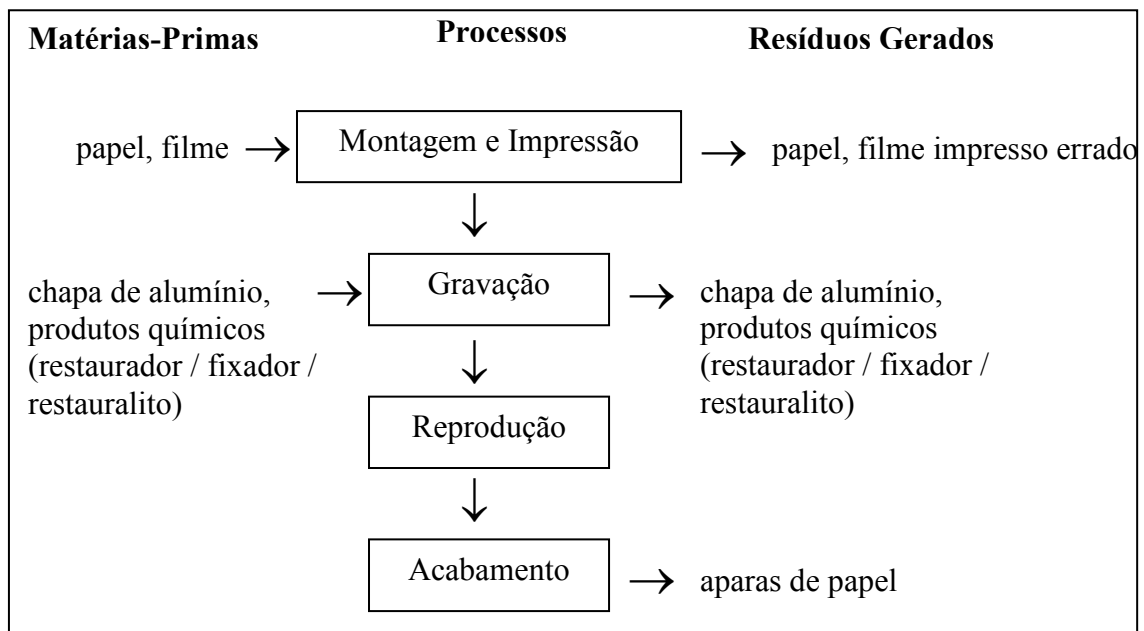 Matérias-Primas
Processos
Resíduos Gerados
papel, filme → Montagem e Impressão → papel, filme impresso errado
↓
chapa de alumínio,
produtos químicos
(restaurador / fixador /
restauralito)
→ Gravação →
chapa de alumínio,
produtos químicos
(restaurador / fixador /
restauralito)
↓
Reprodução
↓
Acabamento → aparas de papel